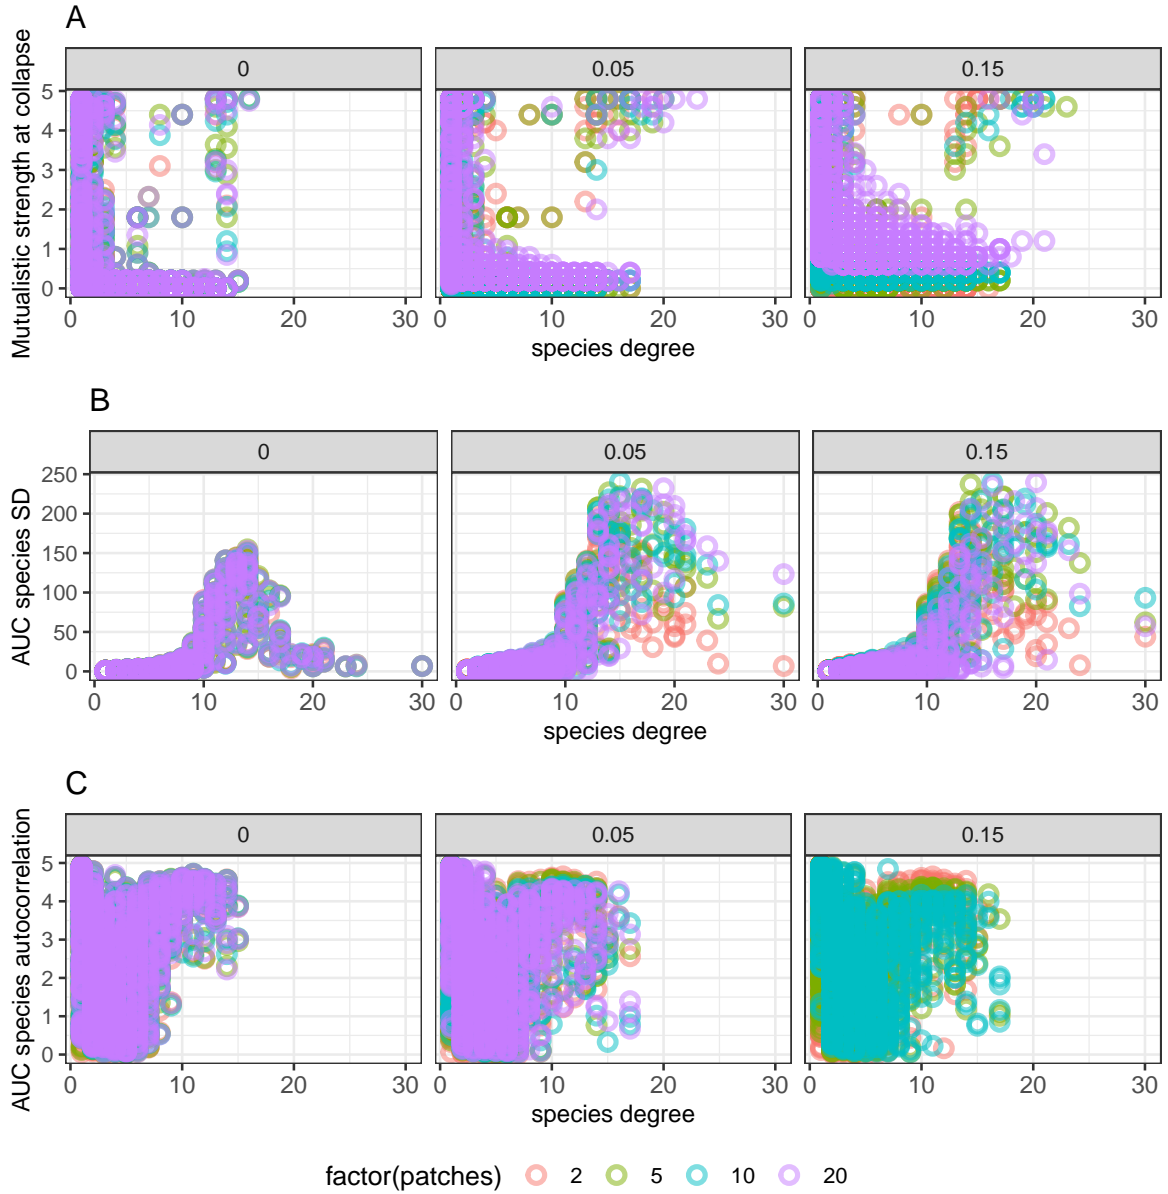 A
Mutualistic strength at collapse
0
0.05
0.15
5
4
3
2
1
0
0 10 20 30
0 10 20 30
0 10 20 30
species degree
B
AUC species SD
0
0.05
0.15
250
200
150
100
50
0
0 10 20 30
0 10 20 30
0 10 20 30
species degree
C
AUC species autocorrelation
0
0.05
0.15
5
4
3
2
1
0
0 10 20 30
0 10 20 30
0 10 20 30
species degree
factor(patches) 2 5 10 20